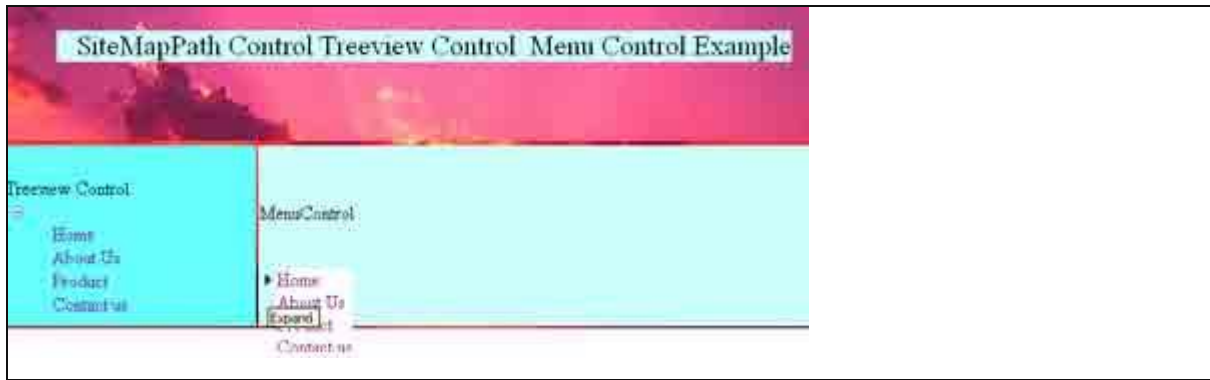 SiteMapPath Control Treeview Control Menu Control Example
Treeview Control
Home
About Us
Product
Contact us
MenuControl
Home
About Us
Expand
Contact us